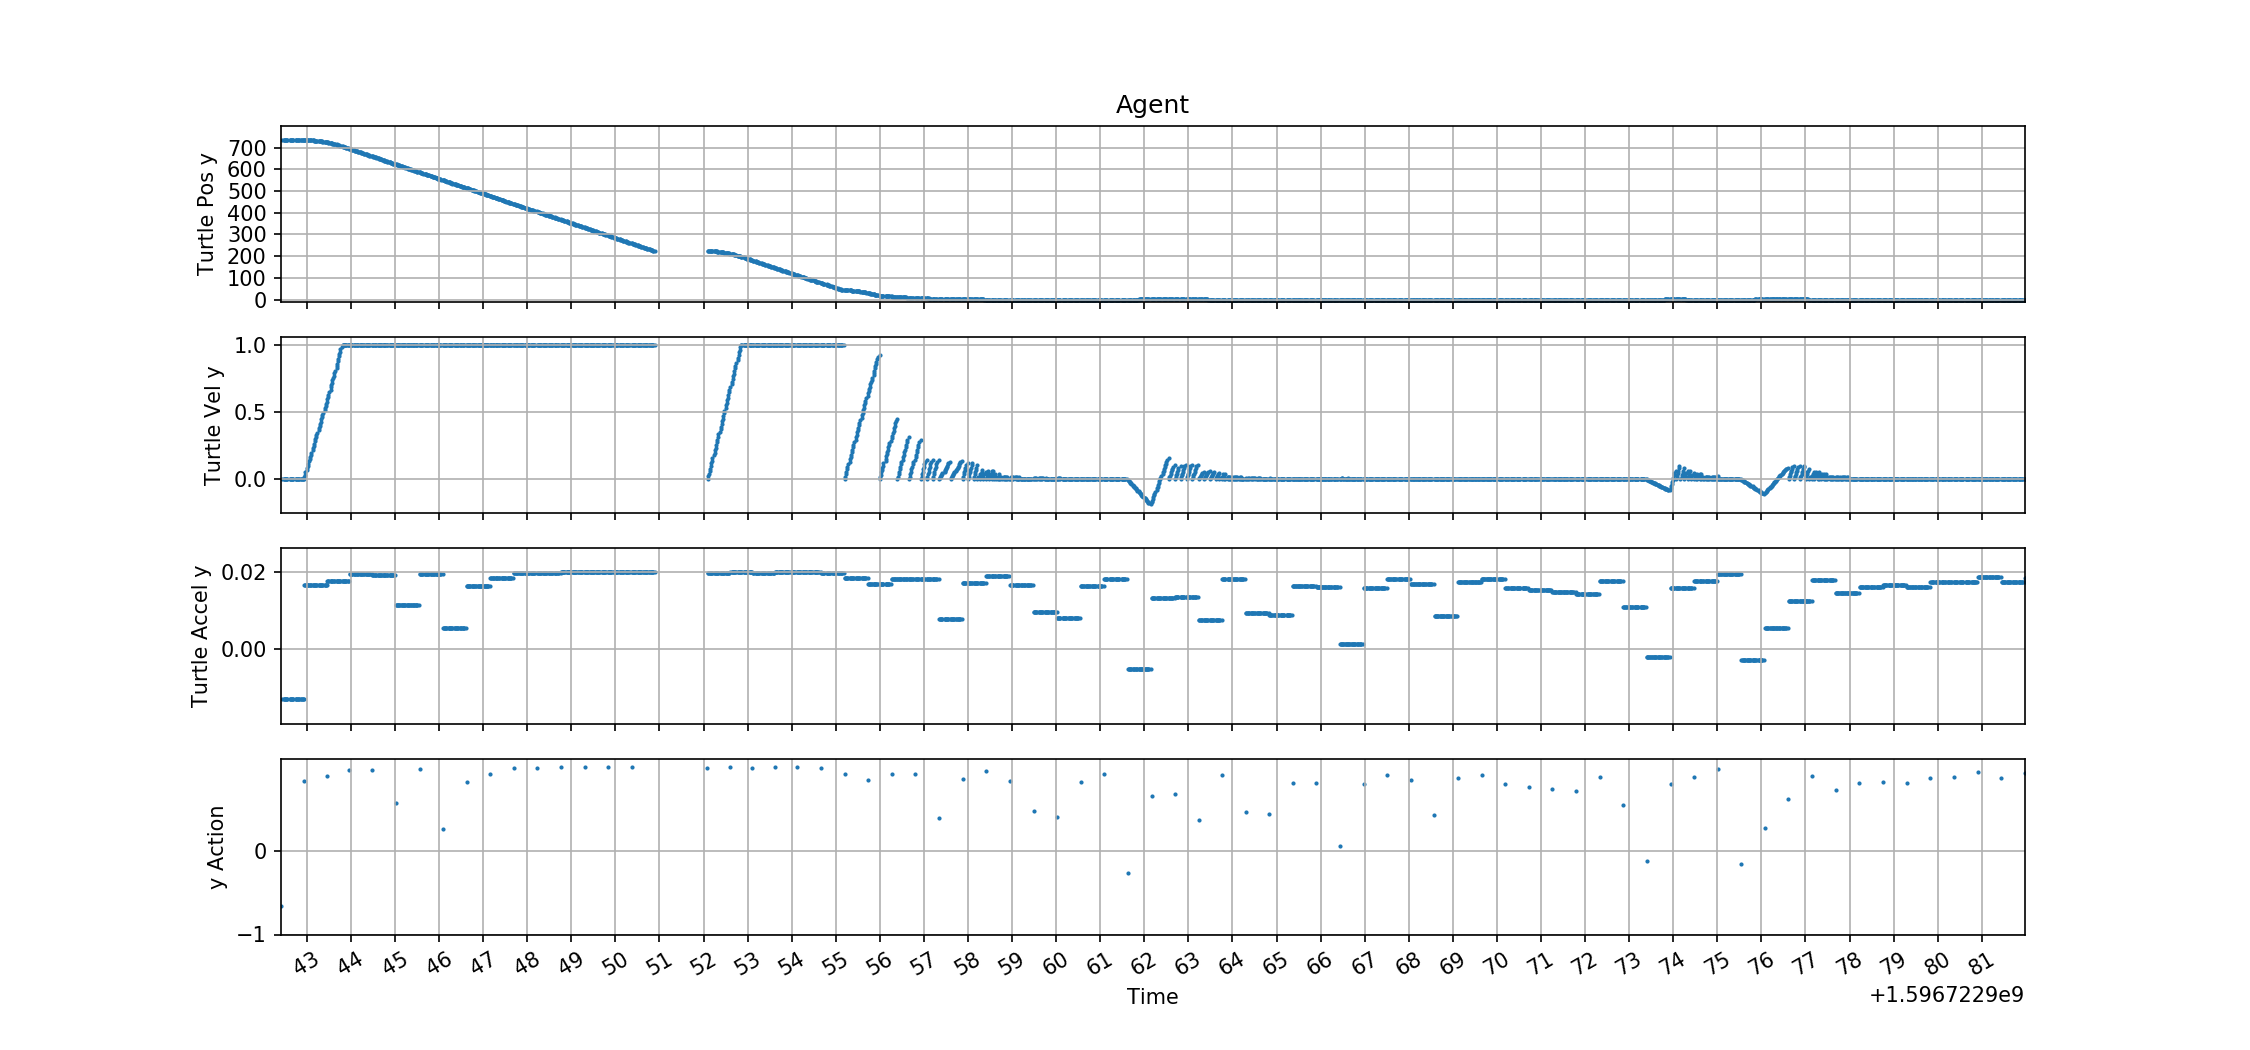 Agent
Turtle Pos y
700
600
500
400
300
200
100
0
Turtle Vel y
1.0
0.5
0.0
Turtle Accel y
0.02
0.00
y Action
0
−1
43 44 45 46 47 48 49 50 51 52 53 54 55 56 57 58 59 60 61 62 63 64 65 66 67 68 69 70 71 72 73 74 75 76 77 78 79 80 81
Time
+1.5967229e9